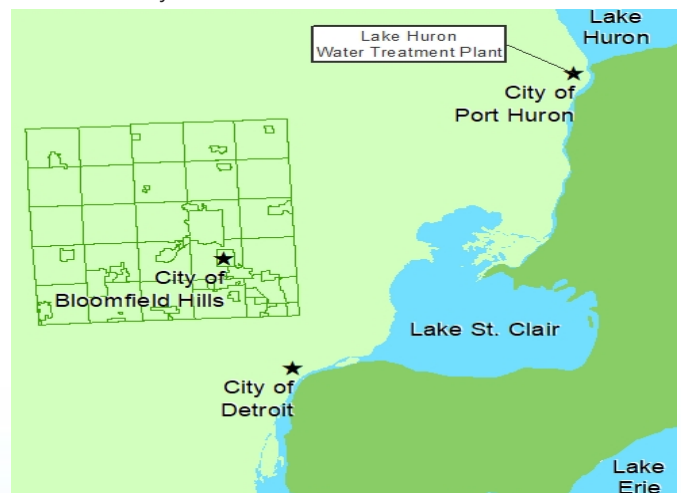 Lake
Huron
Lake Huron
Water Treatment Plant
City of
Port Huron
City of
Bloomfield Hills
Lake St. Clair
City of
Detroit
Lake
Erie